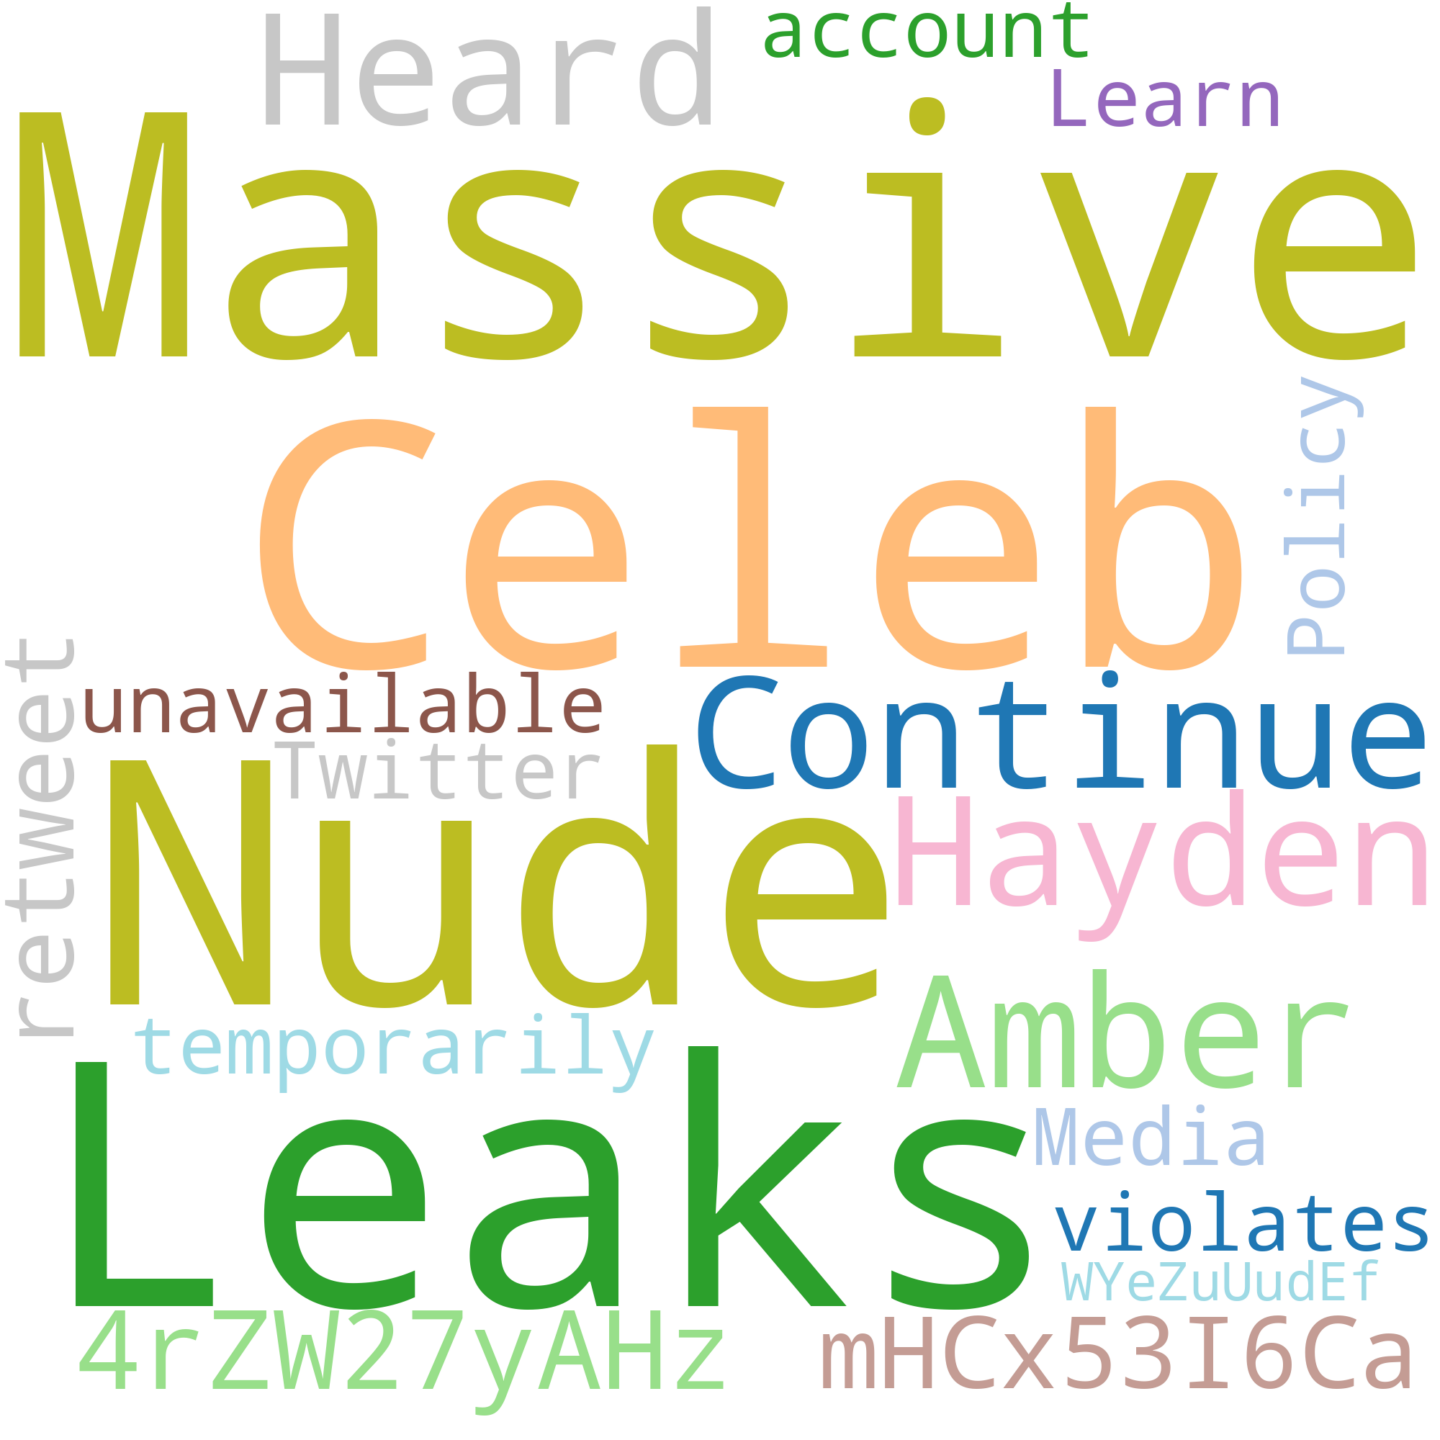 Heard
account
Learn
Massive
Policy
Celeb
retweet
unavailable
Continue
Twitter
Nude
Hayden
Amber
temporarily
Leaks
Media
violates
WYeZuUudEf
4rZW27yAHz
mHCx53I6Ca